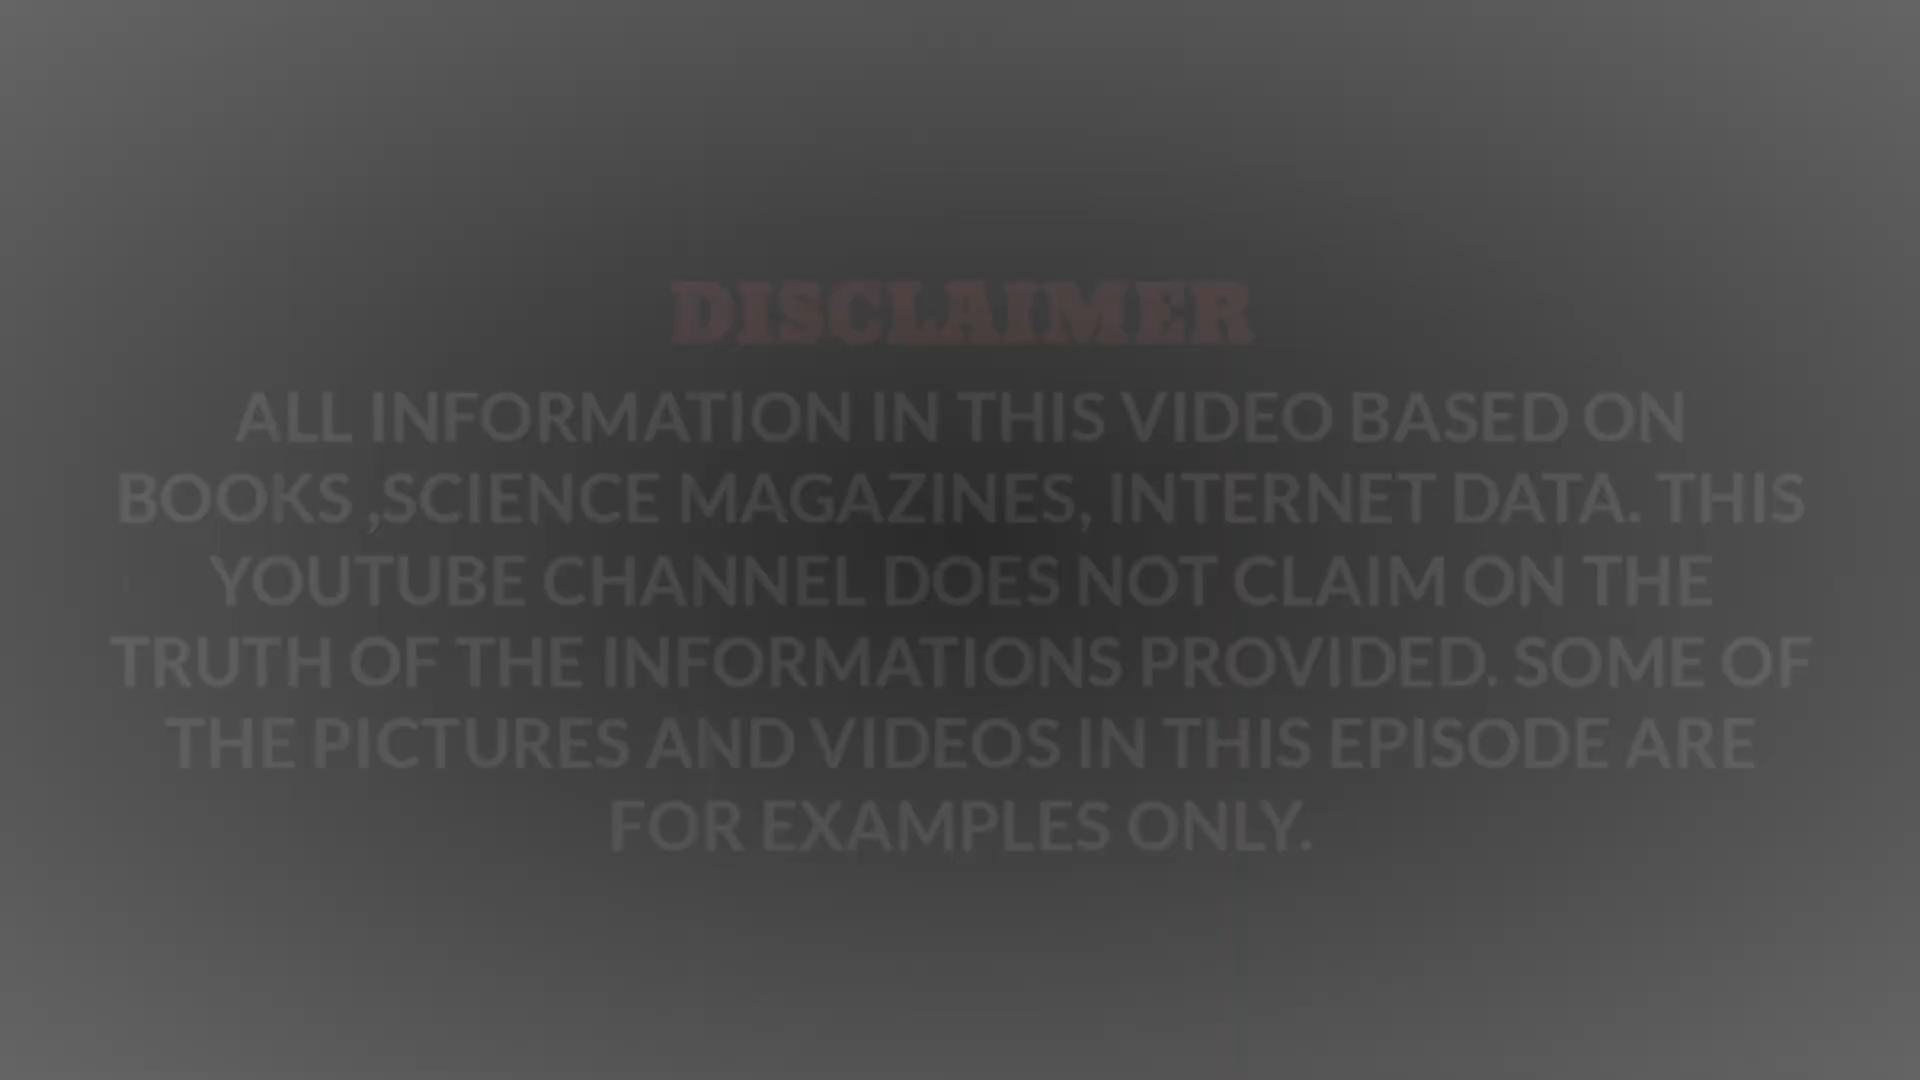 DISCLAIMER
ALL INFORMATION IN THIS VIDEO BASED ON
BOOKS ,SCIENCE MAGAZINES, INTERNET DATA. THIS
YOUTUBE CHANNEL DOES NOT CLAIM ON THE
TRUTH OF THE INFORMATIONS PROVIDED. SOME OF
THE PICTURES AND VIDEOS IN THIS EPISODE ARE
FOR EXAMPLES ONLY.